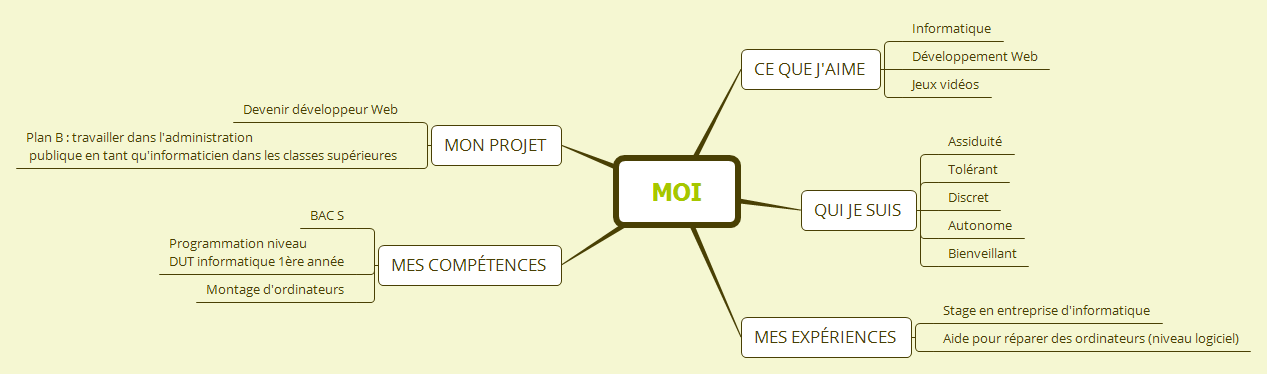 MOI
CE QUE J'AIME
Informatique
Développement Web
Jeux vidéos
QUI JE SUIS
Assiduité
Tolérant
Discret
Autonome
Bienveillant
MES EXPÉRIENCES
Stage en entreprise d'informatique
Aide pour réparer des ordinateurs (niveau logiciel)
MON PROJET
Devenir développeur Web
Plan B : travailler dans l'administration
publique en tant qu'informaticien dans les classes supérieures
MES COMPÉTENCES
BAC S
Programmation niveau
DUT informatique 1ère année
Montage d'ordinateurs